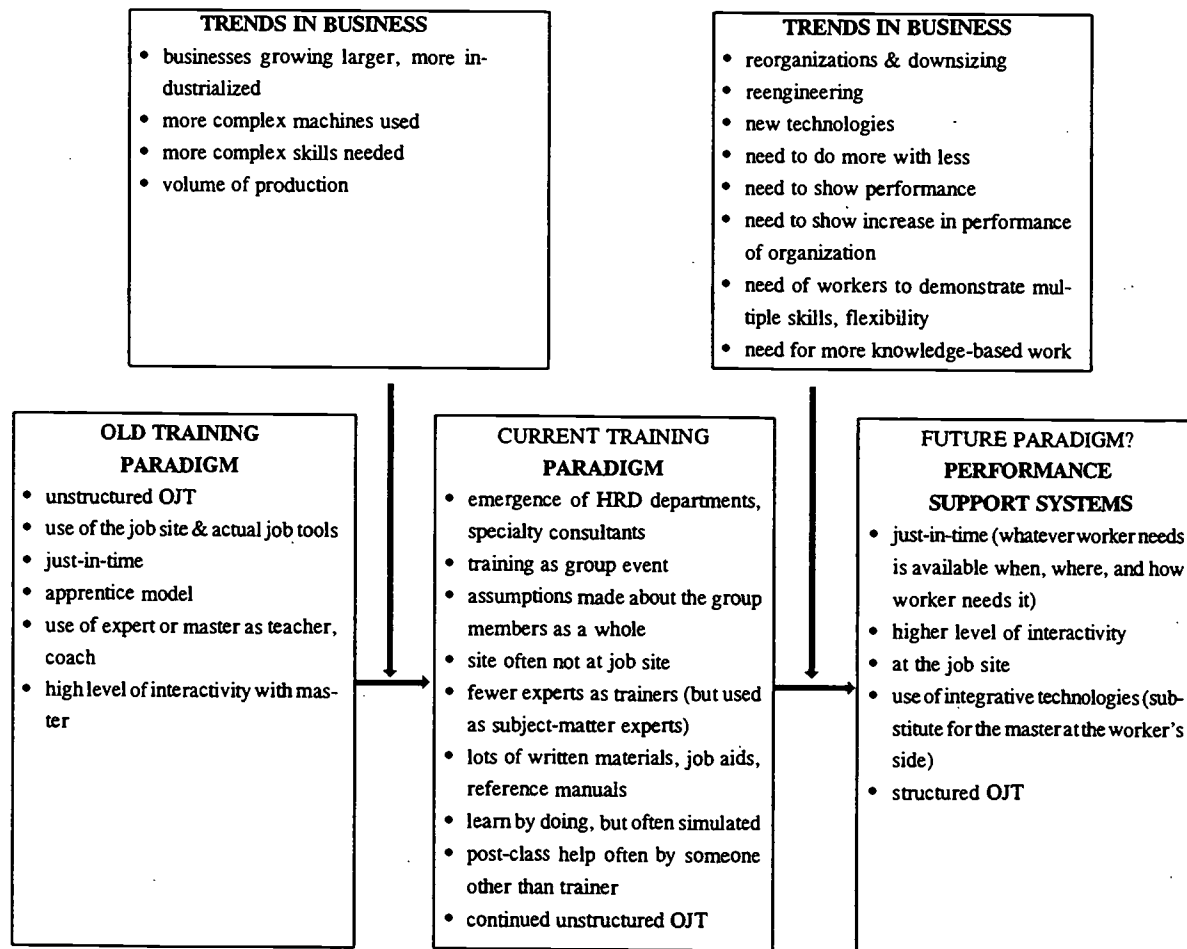 TRENDS IN BUSINESS
• businesses growing larger, more in-
dustrialized
• more complex machines used
• more complex skills needed
• volume of production
TRENDS IN BUSINESS
• reorganizations & downsizing
• reengineering
• new technologies
• need to do more with less
• need to show performance
• need to show increase in performance
of organization
• need of workers to demonstrate mul-
tiple skills, flexibility
• need for more knowledge-based work
OLD TRAINING
PARADIGM
• unstructured OJT
• use of the job site & actual job tools
• just-in-time
• apprentice model
• use of expert or master as teacher,
coach
• high level of interactivity with mas-
ter
CURRENT TRAINING
PARADIGM
• emergence of HRD departments,
specialty consultants
• training as group event
• assumptions made about the group
members as a whole
• site often not at job site
• fewer experts as trainers (but used
as subject-matter experts)
• lots of written materials, job aids,
reference manuals
• learn by doing, but often simulated
• post-class help often by someone
other than trainer
• continued unstructured OJT
FUTURE PARADIGM?
PERFORMANCE
SUPPORT SYSTEMS
• just-in-time (whatever worker needs
is available when, where, and how
worker needs it)
• higher level of interactivity
• at the job site
• use of integrative technologies (sub-
stitute for the master at the worker's
side)
• structured OJT